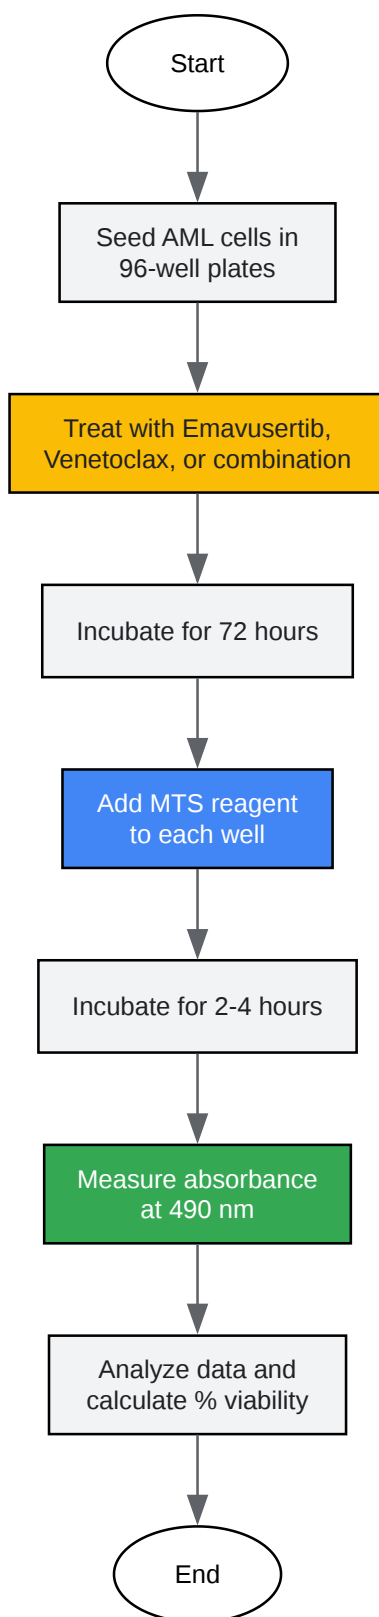 Start
Seed AML cells in
96-well plates
Treat with Emavusertib,
Venetoclax, or combination
Incubate for 72 hours
Add MTS reagent
to each well
Incubate for 2-4 hours
Measure absorbance
at 490 nm
Analyze data and
calculate % viability
End